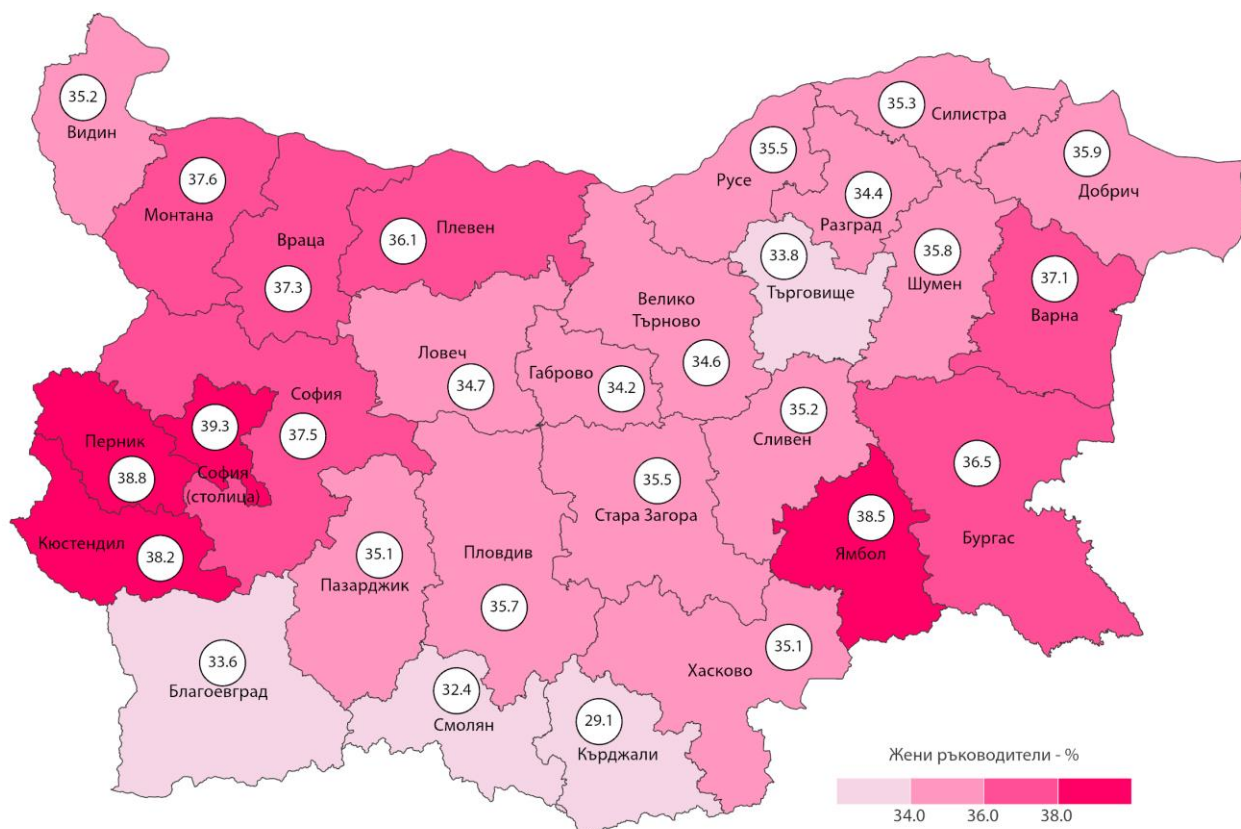 35.2
Видин
37.6
Монтана
Враца
37.3
Плевен
36.1
35.3
Силистра
35.5
Русе
34.4
Разград
35.9
Добрич
33.8
Търговище
35.8
Шумен
37.1
Варна
Велико
Търново
34.6
Ловеч
34.7
Габрово
34.2
София
37.5
39.3
София
(столица)
Перник
38.8
Кюстендил
38.2
35.2
Сливен
36.5
Бургас
35.5
Стара Загора
38.5
Ямбол
35.1
Пазарджик
Пловдив
35.7
33.6
Благоевград
32.4
Смолян
29.1
Кърджали
35.1
Хасково
Жени ръководители - %
34.0 36.0 38.0